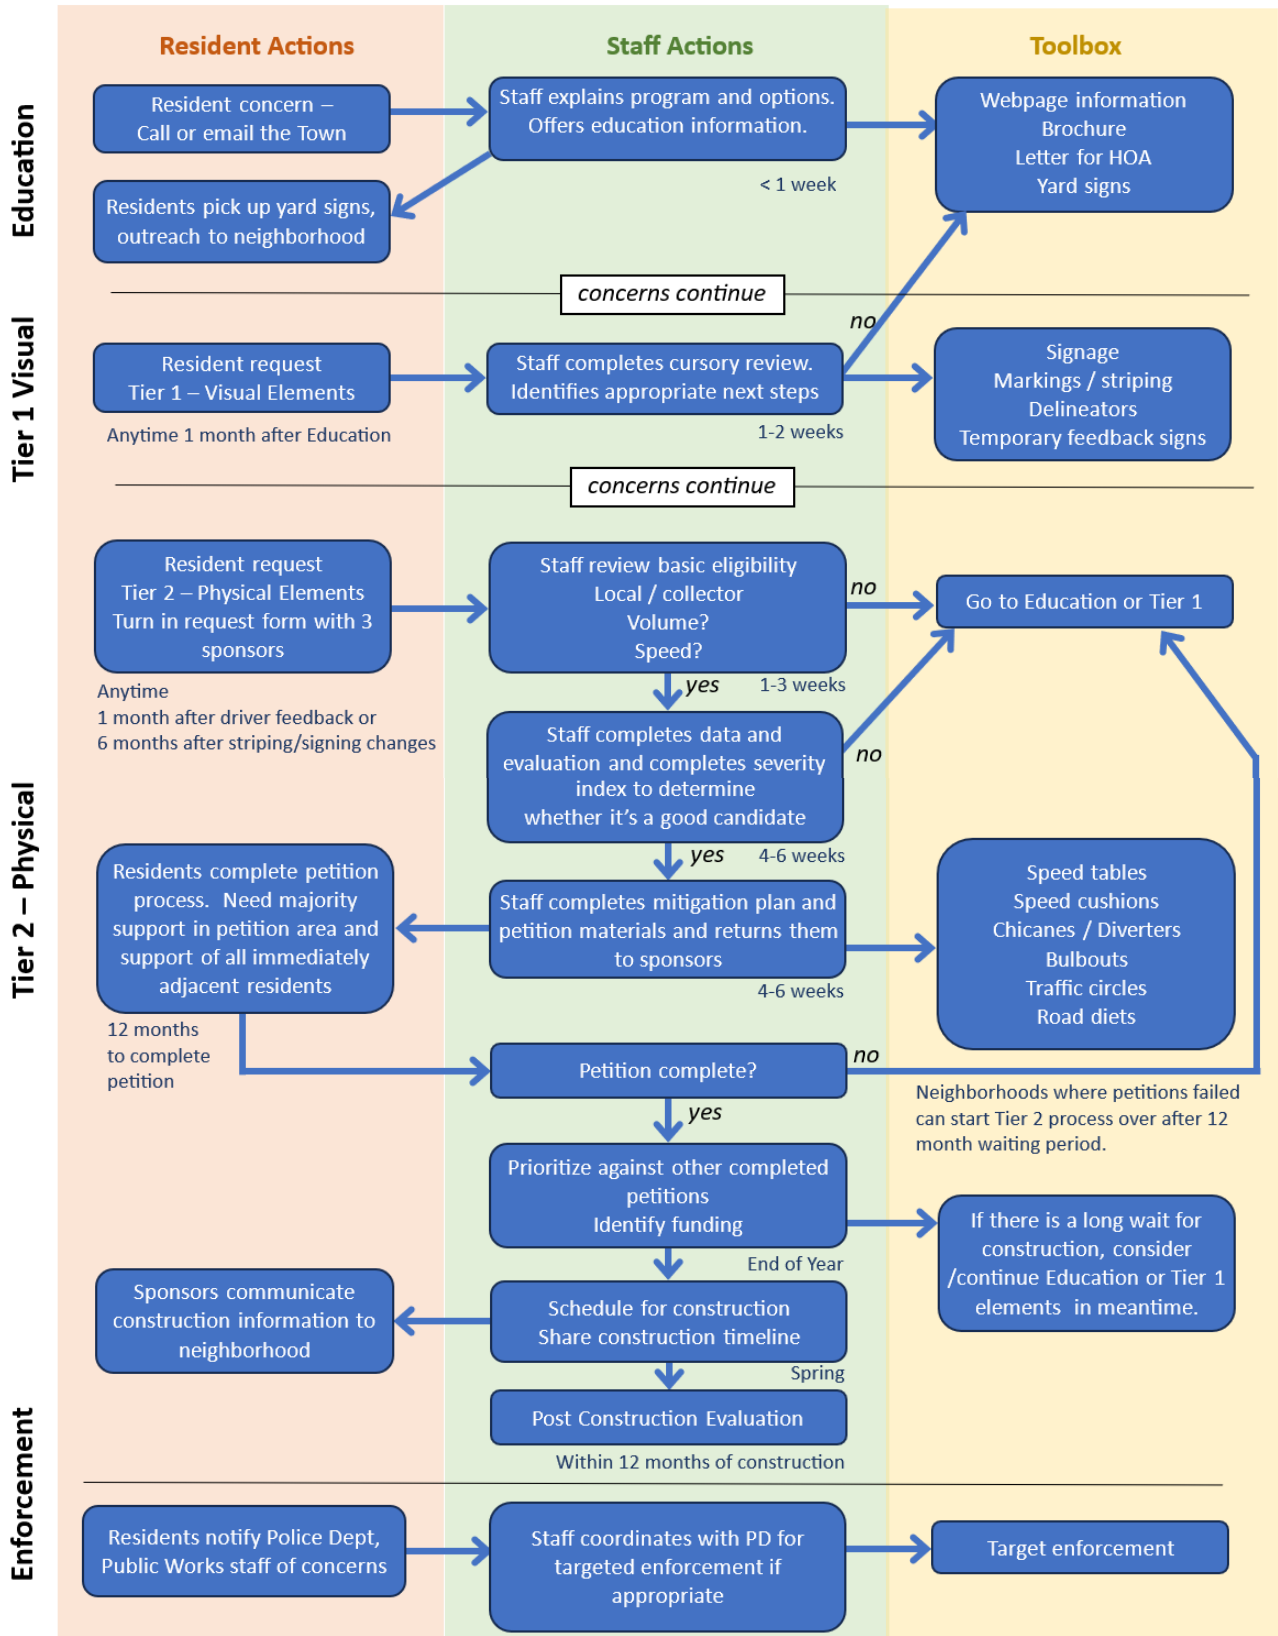 Resident Actions
Staff Actions
Toolbox
Education
Resident concern –
Call or email the Town
Staff explains program and options.
Offers education information.
< 1 week
Webpage information
Brochure
Letter for HOA
Yard signs
Residents pick up yard signs,
outreach to neighborhood
concerns continue
Tier 1 Visual
Resident request
Tier 1 – Visual Elements
Anytime 1 month after Education
Staff completes cursory review.
Identifies appropriate next steps
1-2 weeks
no
Signage
Markings / striping
Delineators
Temporary feedback signs
concerns continue
Tier 2 – Physical
Resident request
Tier 2 – Physical Elements
Turn in request form with 3
sponsors
Anytime
1 month after driver feedback or
6 months after striping/signing changes
Staff review basic eligibility
Local / collector
Volume?
Speed?
no
Go to Education or Tier 1
yes
1-3 weeks
Staff completes data and
evaluation and completes severity
index to determine
whether it's a good candidate
no
yes
4-6 weeks
Staff completes mitigation plan and
petition materials and returns them
to sponsors
4-6 weeks
Residents complete petition
process. Need majority
support in petition area and
support of all immediately
adjacent residents
12 months
to complete
petition
Speed tables
Speed cushions
Chicanes / Diverters
Bulbouts
Traffic circles
Road diets
Petition complete?
no
Neighborhoods where petitions failed
can start Tier 2 process over after 12
month waiting period.
yes
Prioritize against other completed
petitions
Identify funding
End of Year
If there is a long wait for
construction, consider
/continue Education or Tier 1
elements in meantime.
Schedule for construction
Share construction timeline
Spring
Sponsors communicate
construction information to
neighborhood
Post Construction Evaluation
Within 12 months of construction
Enforcement
Residents notify Police Dept,
Public Works staff of concerns
Staff coordinates with PD for
targeted enforcement if
appropriate
Target enforcement